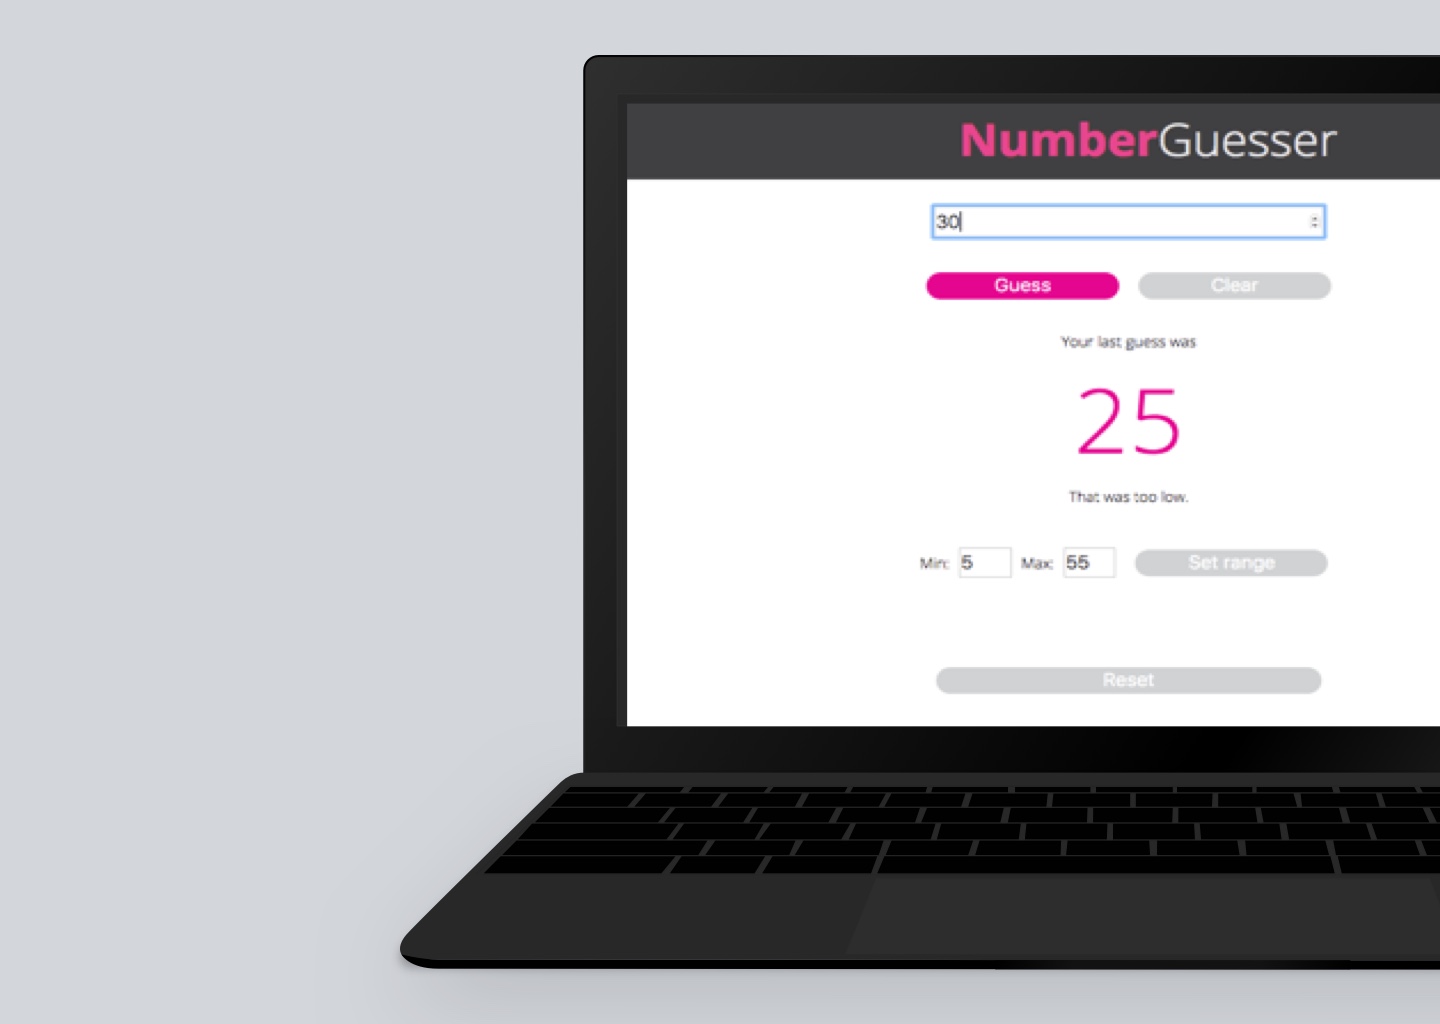 NumberGuesser
30
Guess Clear
Your last guess was
25
That was too low.
Min: 5 Max: 55 Set range
Reset